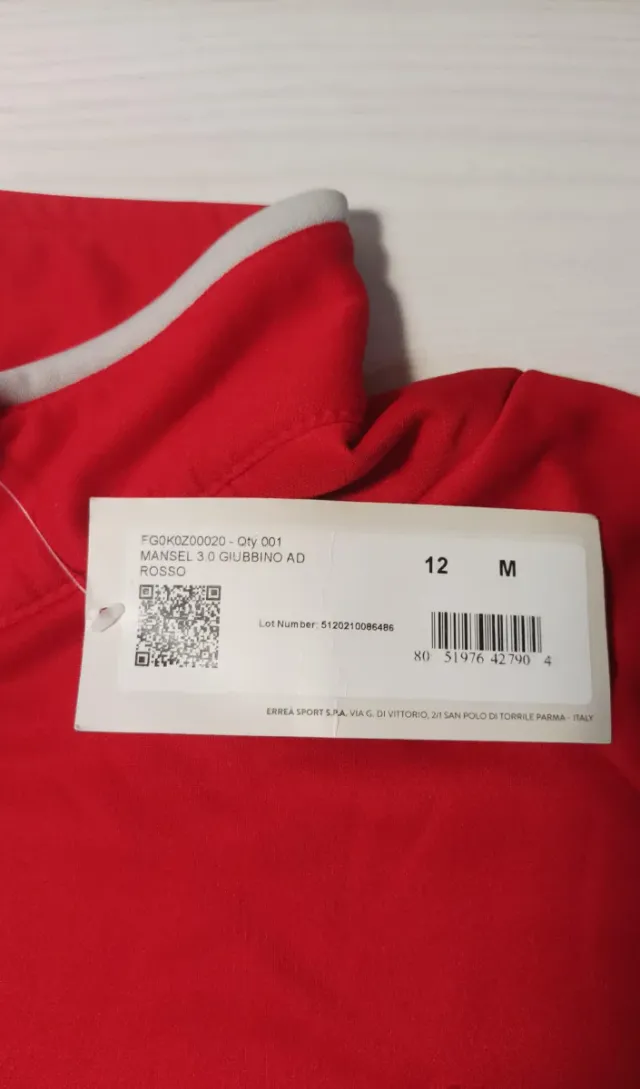 FG0K0Z00020 - Qty 001
MANSEL 3.0 GIUBBINO AD
ROSSO
12 M
Lot Number: 5120210086486
80 51976 42790 4
ERREÀ SPORT S.P.A. VIA G. DI VITTORIO, 2/1 SAN POLO DI TORRILE PARMA - ITALY